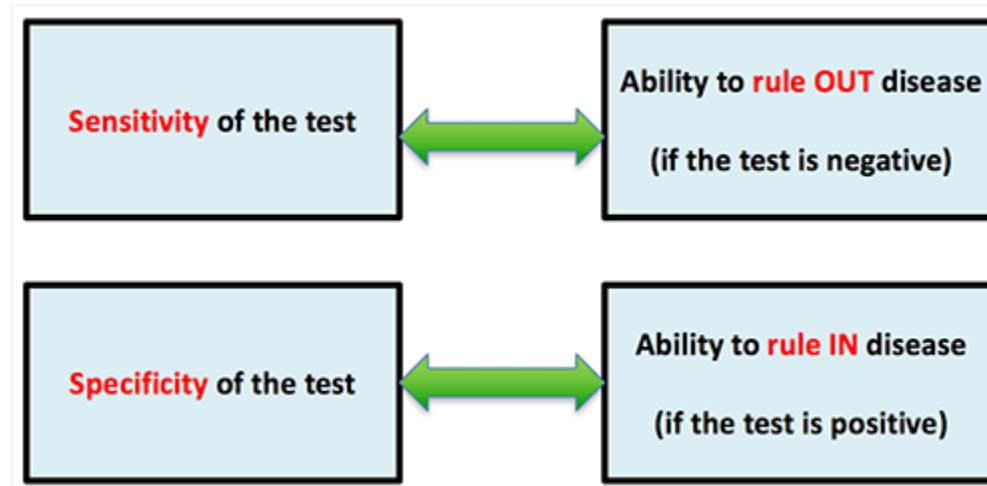 Sensitivity of the test
Ability to rule OUT disease
(if the test is negative)
Specificity of the test
Ability to rule IN disease
(if the test is positive)